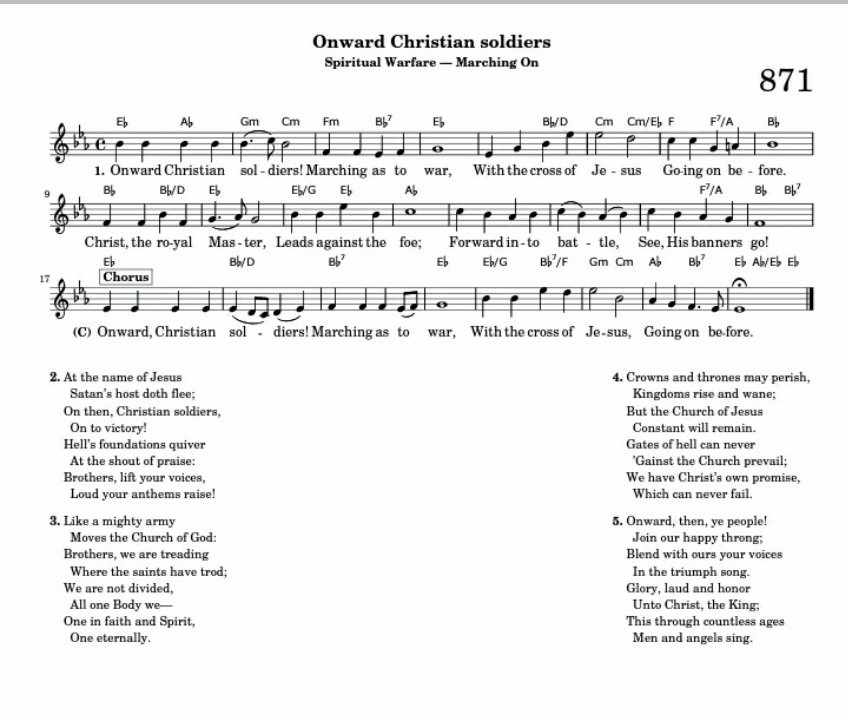 Onward Christian soldiers
Spiritual Warfare — Marching On
871
E♭ A♭ Gm Cm Fm B♭7 E♭ B♭/D Cm Cm/E♭ F F7/A B♭
1. Onward Christian sol - diers! Marching as to war, With the cross of Je - sus Go-ing on be - fore.
9 B♭ B♭/D E♭ E♭/G E♭ A♭ F7/A B♭ B♭7
Christ, the ro-yal Mas - ter, Leads against the foe; Forward in - to bat - tle, See, His banners go!
E♭ B♭/D B♭7 E♭ E♭/G B♭7/F Gm Cm A♭ B♭7 E♭ A♭/E♭ E♭
17 Chorus
(C) Onward, Christian sol - diers! Marching as to war, With the cross of Je-sus, Going on be-fore.
2. At the name of Jesus
Satan's host doth flee;
On then, Christian soldiers,
On to victory!
Hell's foundations quiver
At the shout of praise:
Brothers, lift your voices,
Loud your anthems raise!
3. Like a mighty army
Moves the Church of God:
Brothers, we are treading
Where the saints have trod;
We are not divided,
All one Body we—
One in faith and Spirit,
One eternally.
4. Crowns and thrones may perish,
Kingdoms rise and wane;
But the Church of Jesus
Constant will remain.
Gates of hell can never
'Gainst the Church prevail;
We have Christ's own promise,
Which can never fail.
5. Onward, then, ye people!
Join our happy throng;
Blend with ours your voices
In the triumph song.
Glory, laud and honor
Unto Christ, the King;
This through countless ages
Men and angels sing.